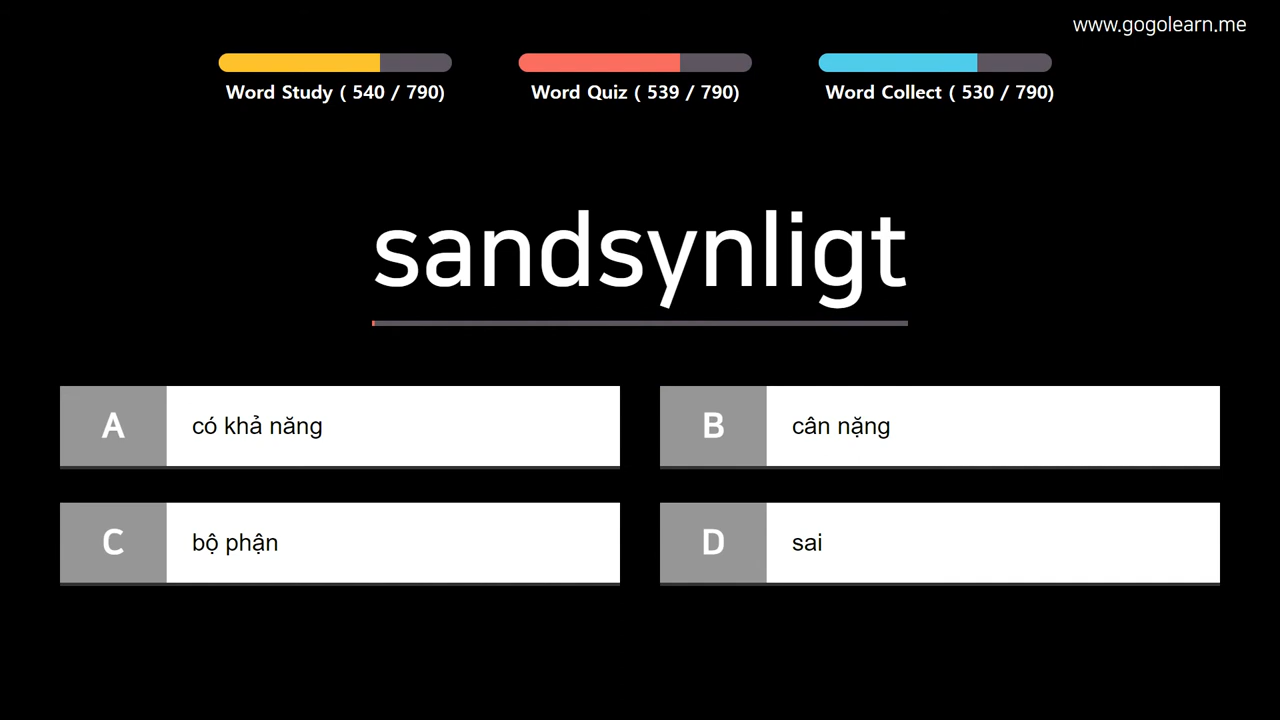 www.gogolearn.me
Word Study ( 540 / 790)
Word Quiz ( 539 / 790)
Word Collect ( 530 / 790)
sandsynligt
A có khả năng
B cân nặng
C bộ phận
D sai